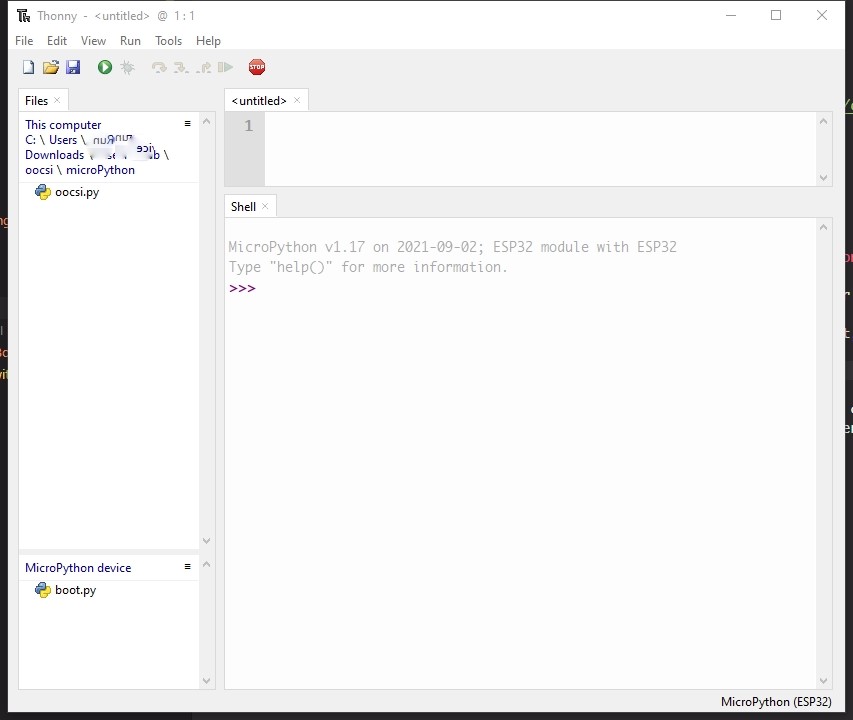 Thonny - <untitled> @ 1 : 1
File Edit View Run Tools Help
STOP
Files
This computer
C: \ Users \
Downloads \ \
oocsi \ microPython
oocsi.py
MicroPython device
boot.py
<untitled>
1
Shell
MicroPython v1.17 on 2021-09-02; ESP32 module with ESP32
Type "help()" for more information.
>>>
MicroPython (ESP32)